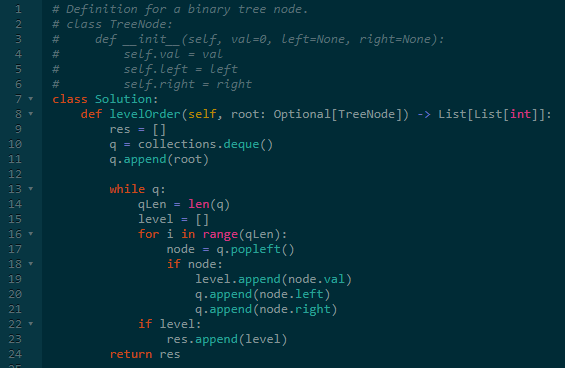 1 # Definition for a binary tree node.
2 # class TreeNode:
3 #     def __init__(self, val=0, left=None, right=None):
4 #         self.val = val
5 #         self.left = left
6 #         self.right = right
7 class Solution:
8     def levelOrder(self, root: Optional[TreeNode]) -> List[List[int]]:
9         res = []
10         q = collections.deque()
11         q.append(root)
12
13         while q:
14             qLen = len(q)
15             level = []
16             for i in range(qLen):
17                 node = q.popleft()
18                 if node:
19                     level.append(node.val)
20                     q.append(node.left)
21                     q.append(node.right)
22             if level:
23                 res.append(level)
24         return res